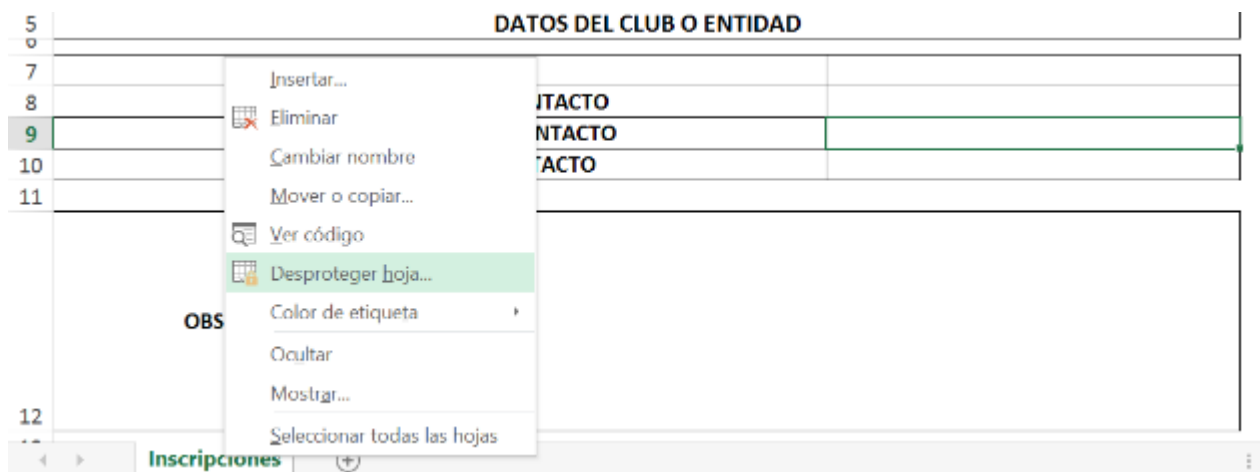 5 DATOS DEL CLUB O ENTIDAD
6
7
Insertar...
8 NTACTO
Eliminar
9 NTACTO
Cambiar nombre
10 TACTO
11
Mover o copiar...
Ver código
Desproteger hoja...
OBS
Color de etiqueta
Ocultar
Mostrar...
12
Seleccionar todas las hojas
Inscripciones